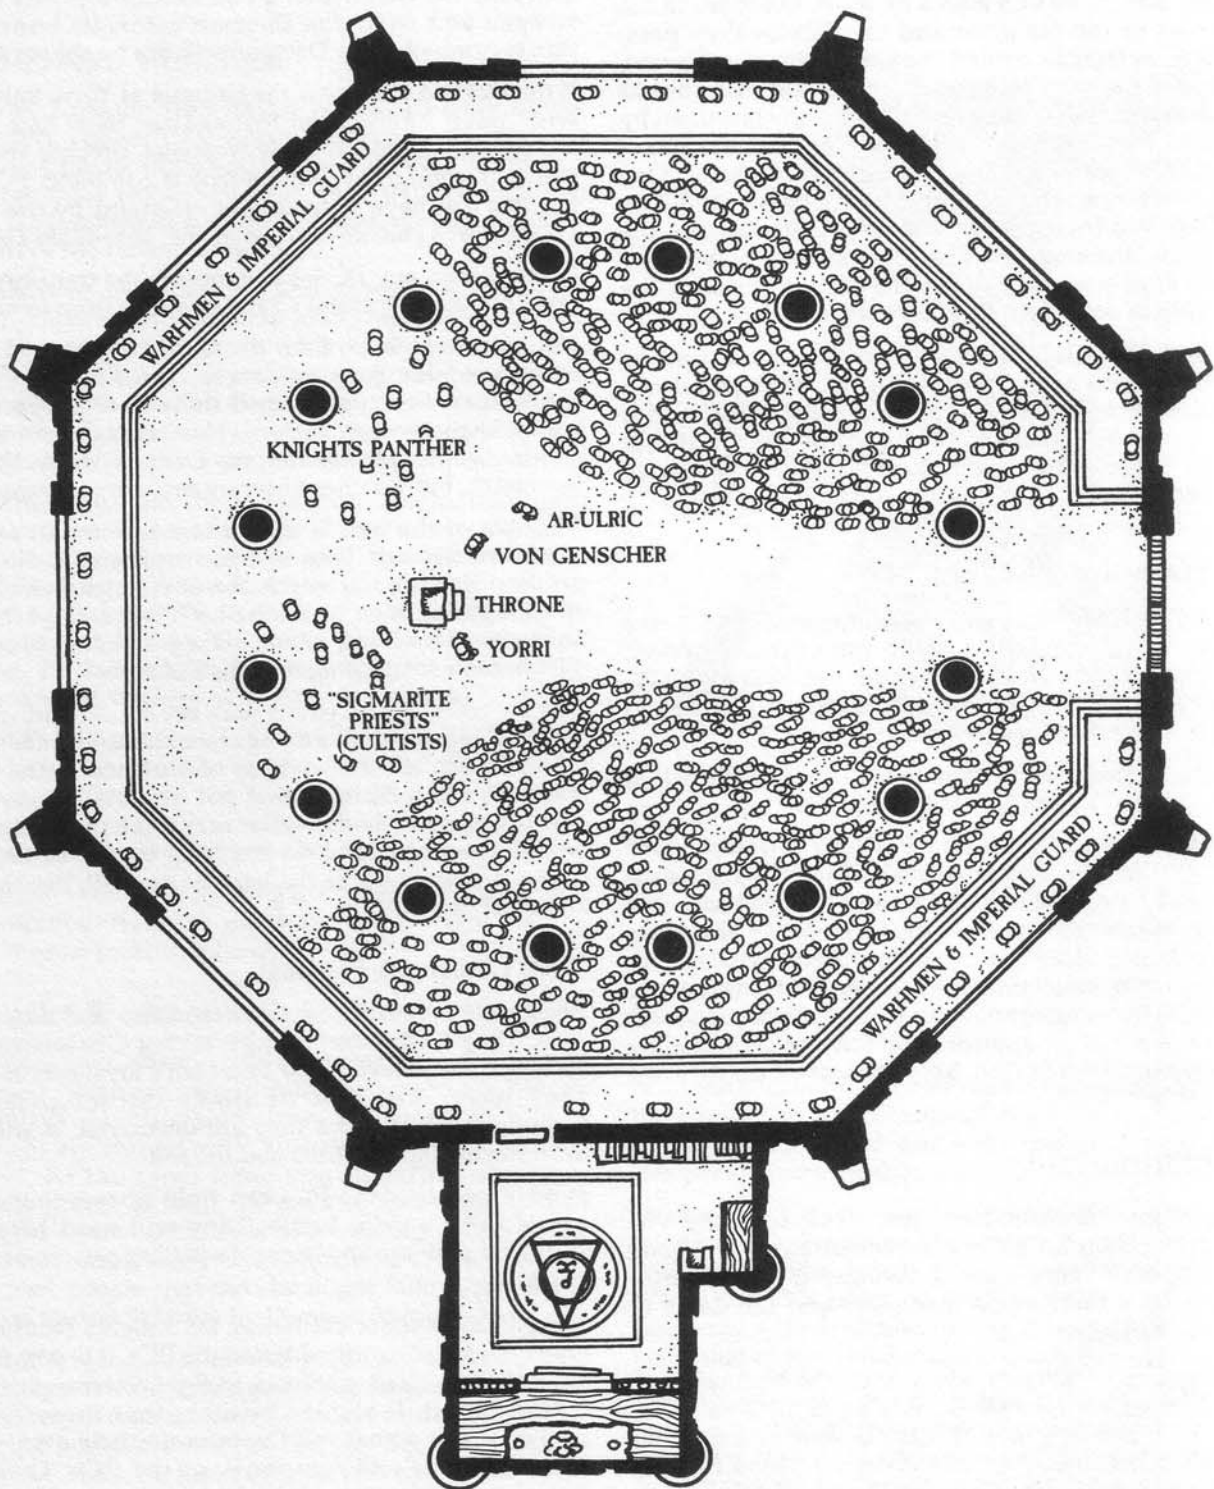 WARHMEN & IMPERIAL GUARD
KNIGHTS PANTHER
AR-ULRIC
VON GENSCHER
THRONE
YORRI
"SIGMARITE
PRIESTS"
(CULTISTS)
WARHMEN & IMPERIAL GUARD